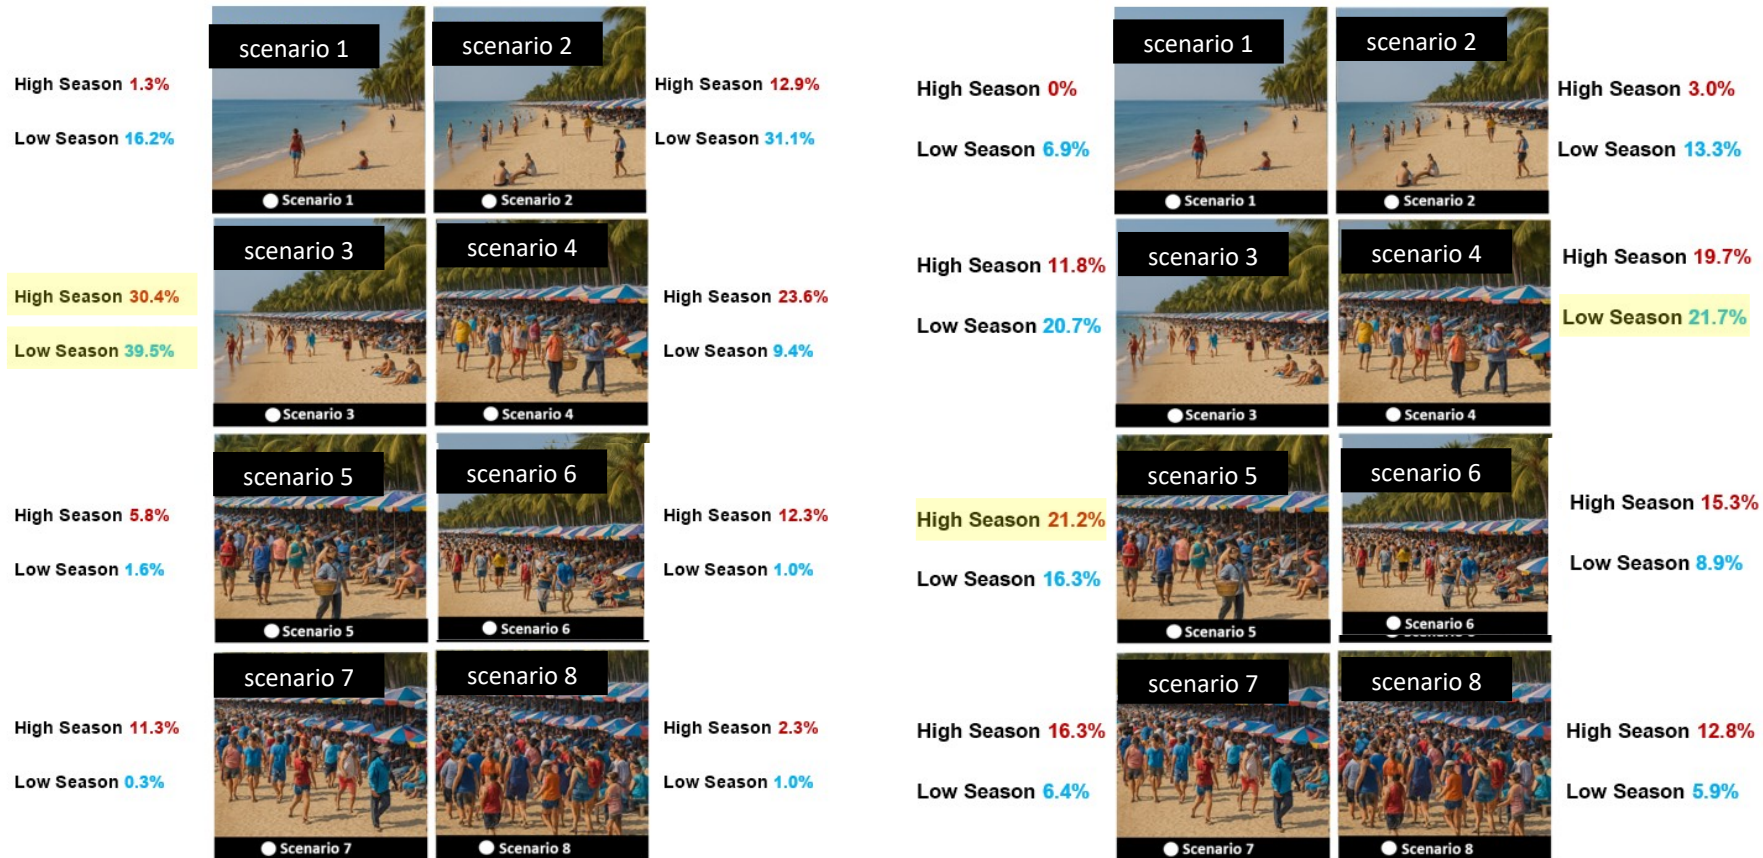 scenario 1
scenario 2
High Season 1.3%
High Season 12.9%
Low Season 16.2%
Low Season 31.1%
Scenario 1
Scenario 2
scenario 3
scenario 4
High Season 30.4%
High Season 23.6%
Low Season 39.5%
Low Season 9.4%
Scenario 3
Scenario 4
scenario 5
scenario 6
High Season 5.8%
High Season 12.3%
Low Season 1.6%
Low Season 1.0%
Scenario 5
Scenario 6
scenario 7
scenario 8
High Season 11.3%
High Season 2.3%
Low Season 0.3%
Low Season 1.0%
Scenario 7
Scenario 8
scenario 1
scenario 2
High Season 0%
High Season 3.0%
Low Season 6.9%
Low Season 13.3%
Scenario 1
Scenario 2
scenario 3
scenario 4
High Season 11.8%
High Season 19.7%
Low Season 20.7%
Low Season 21.7%
Scenario 3
Scenario 4
scenario 5
scenario 6
High Season 21.2%
High Season 15.3%
Low Season 16.3%
Low Season 8.9%
Scenario 5
Scenario 6
scenario 7
scenario 8
High Season 16.3%
High Season 12.8%
Low Season 6.4%
Low Season 5.9%
Scenario 7
Scenario 8